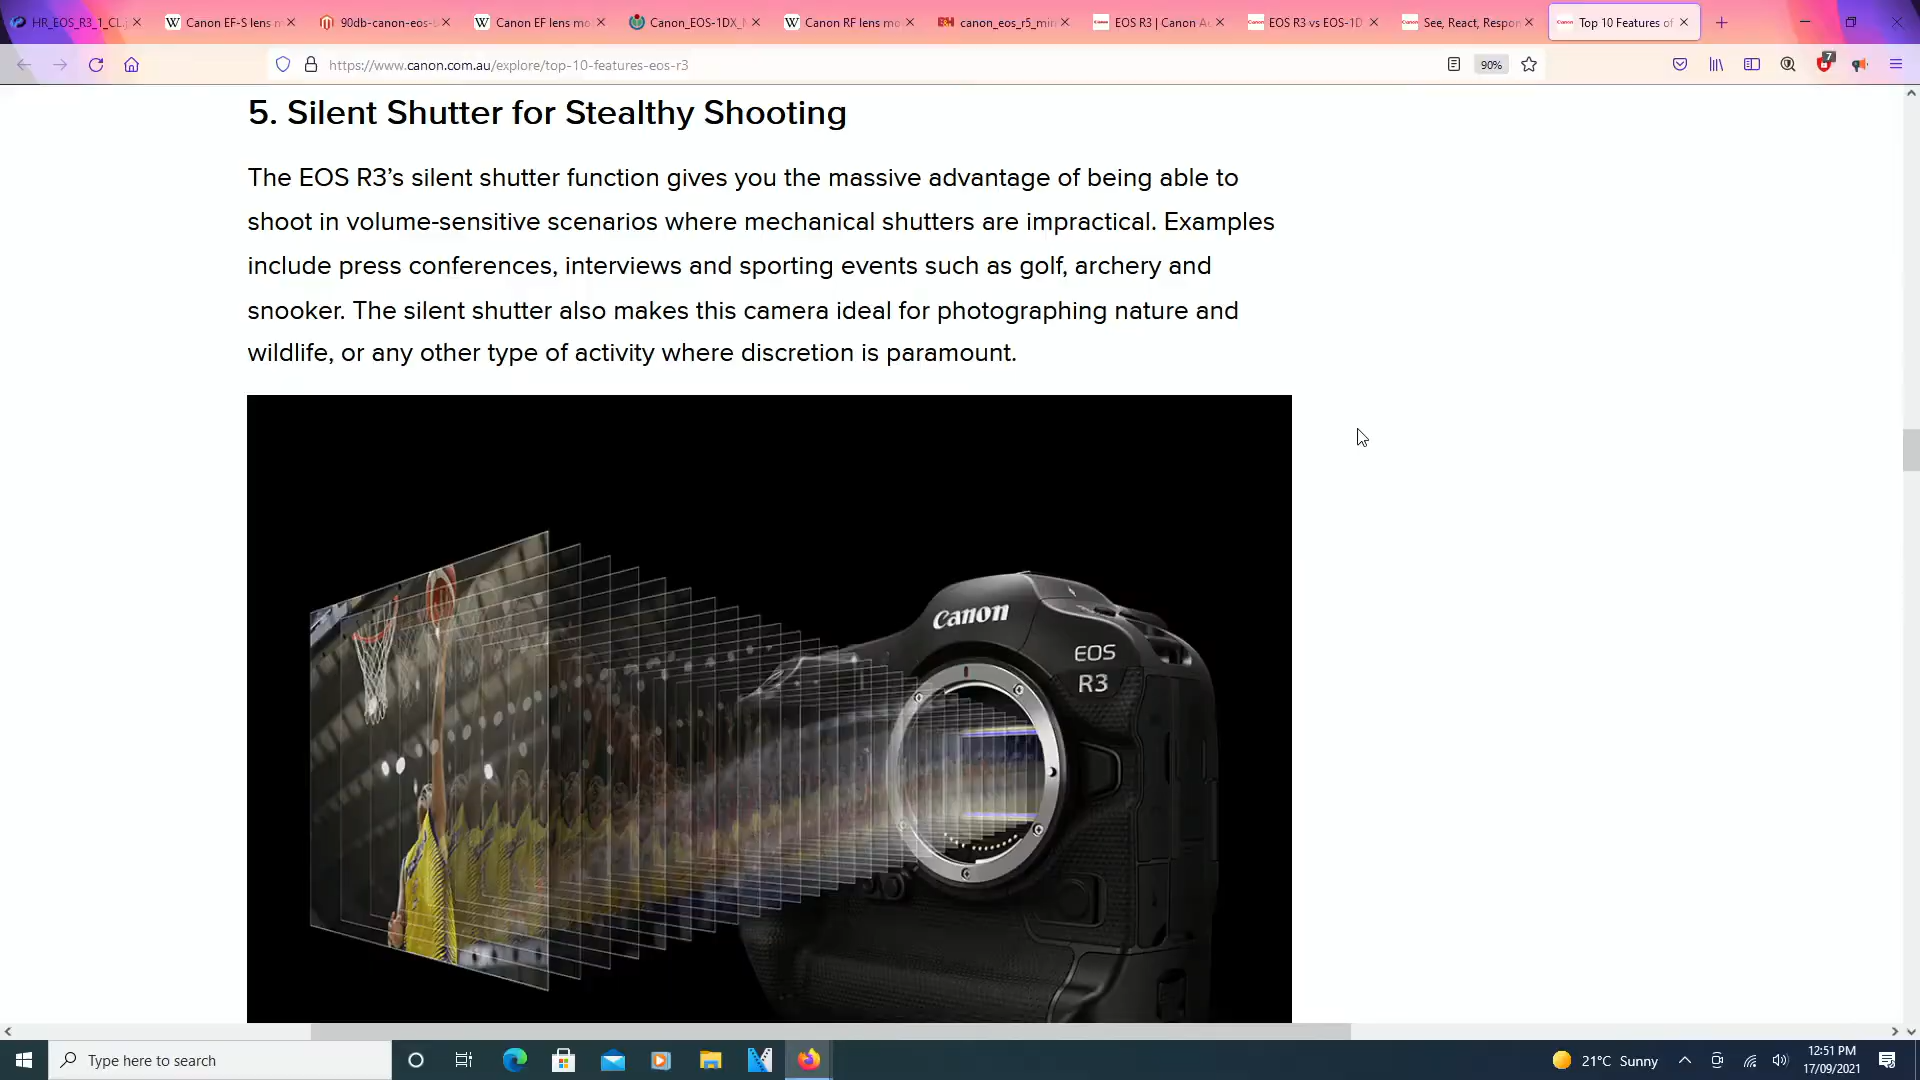 HR_EOS_R3_1_CL.j
Canon EF-S lens m
90db-canon-eos-
Canon EF lens mo
Canon_EOS-1DX_
Canon RF lens mo
canon_eos_r5_mir
EOS R3 | Canon Au
EOS R3 vs EOS-1D
See, React, Respon
Top 10 Features of
https://www.canon.com.au/explore/top-10-features-eos-r3
90%
7
5. Silent Shutter for Stealthy Shooting
The EOS R3’s silent shutter function gives you the massive advantage of being able to
shoot in volume-sensitive scenarios where mechanical shutters are impractical. Examples
include press conferences, interviews and sporting events such as golf, archery and
snooker. The silent shutter also makes this camera ideal for photographing nature and
wildlife, or any other type of activity where discretion is paramount.
Canon
EOS
R3
Type here to search
21°C Sunny
12:51 PM
17/09/2021